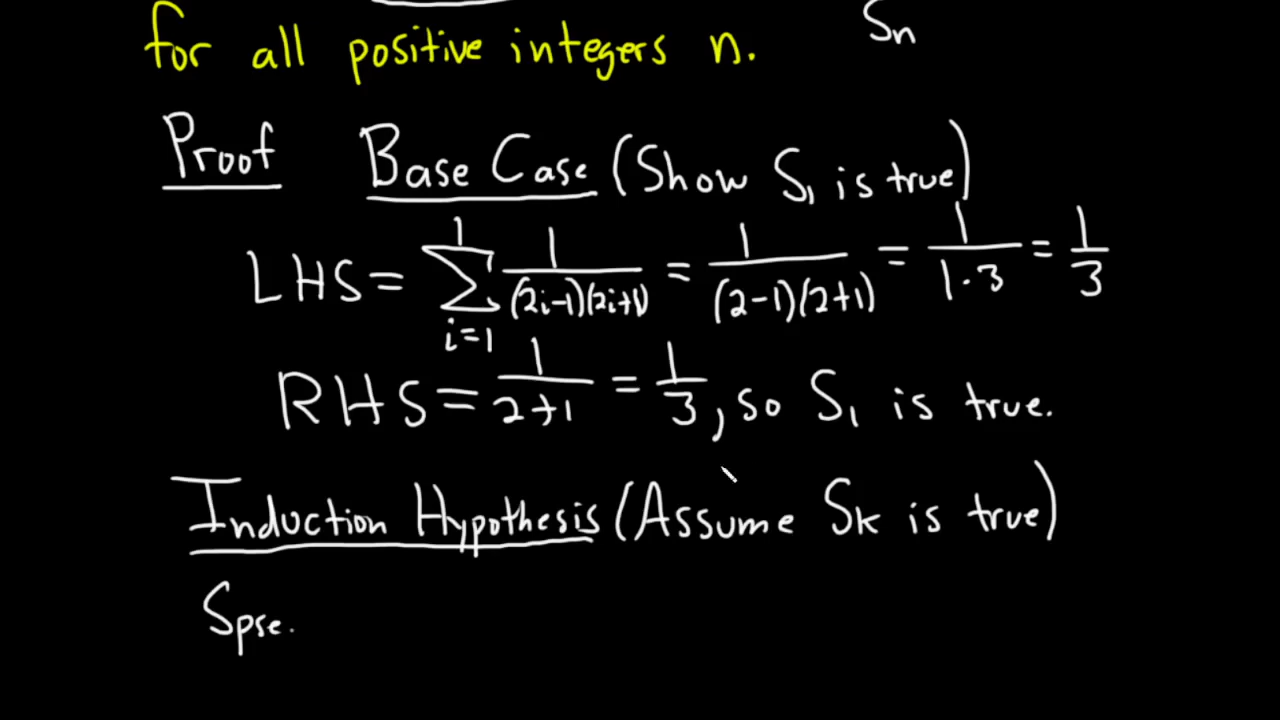 for all positive integers n. Sn
Proof Base Case (Show S₁ is true)
LHS = ∑_{i=1}^{1} 1/((2i-1)(2i+1)) = 1/((2-1)(2+1)) = 1/(1·3) = 1/3
RHS = 1/(2+1) = 1/3, so S₁ is true.
Induction Hypothesis (Assume Sₖ is true)
Spse.